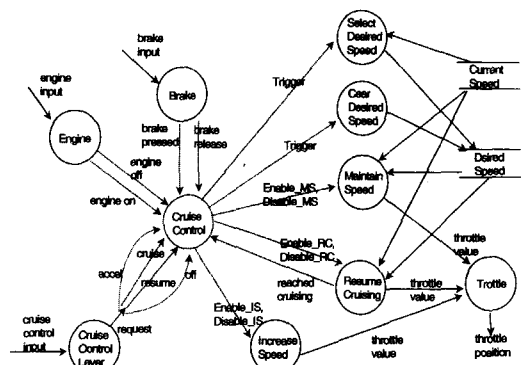 brake
input
Select
Desired
Speed
engine
input
Brake
Trigger
Current
Speed
Cear
Desired
Speed
Engine
brake
pressed
brake
release
Trigger
engine
off
Dsired
Speed
Maintain
Speed
engine on
Enable_MS,
Disable_MS
Cruise
Control
Enable_RC,
Disable_RC
throttle
value
cruise
accel
resume
off
reached
cruising
Resume
Cruising
throttle
value
Trottle
Enable_IS,
Disable_IS
cruise
control
input
request
Cruise
Control
Lever
Increase
Speed
throttle
value
throttle
position